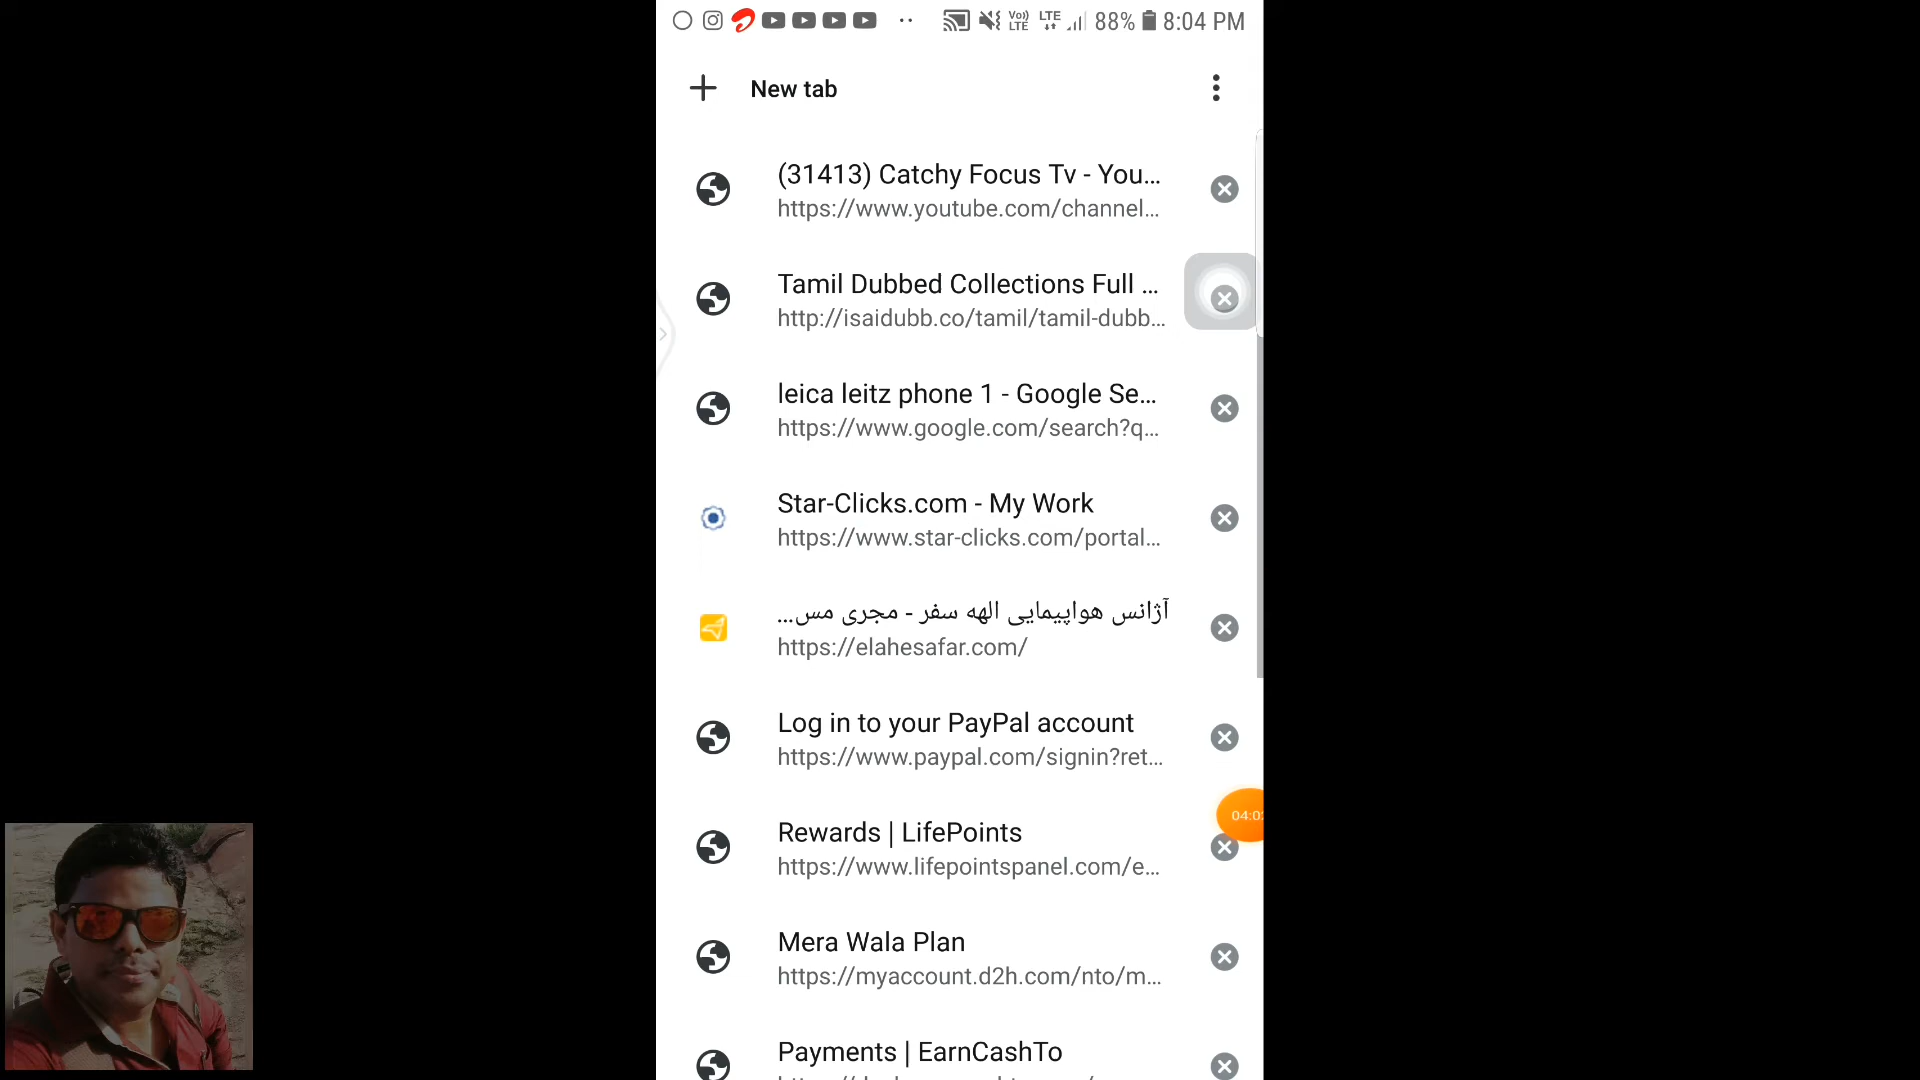 88% 8:04 PM
New tab
(31413) Catchy Focus Tv - You...
https://www.youtube.com/channel...
Tamil Dubbed Collections Full ...
http://isaidubb.co/tamil/tamil-dubb...
leica leitz phone 1 - Google Se...
https://www.google.com/search?q...
Star-Clicks.com - My Work
https://www.star-clicks.com/portal...
آژانس هواپیمایی الهه سفر - مجری مس...
https://elahesafar.com/
Log in to your PayPal account
https://www.paypal.com/signin?ret...
04:0
Rewards | LifePoints
https://www.lifepointspanel.com/e...
Mera Wala Plan
https://myaccount.d2h.com/nto/m...
Payments | EarnCashTo